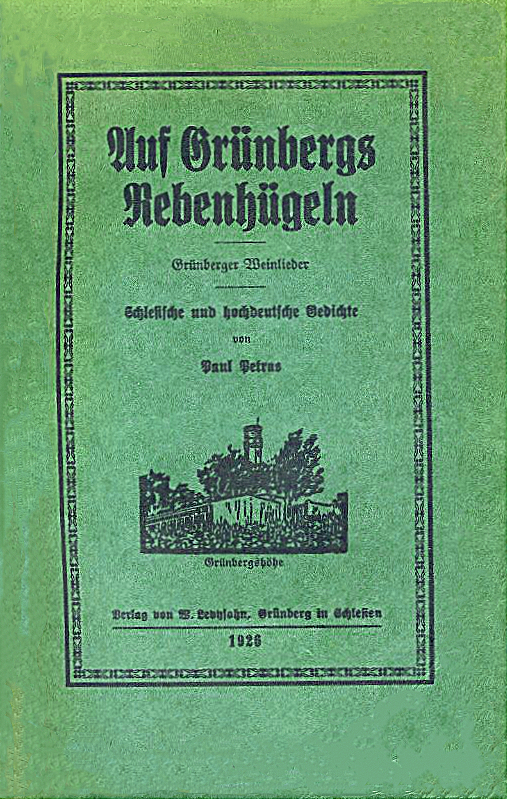 Auf Grünbergs
Rebenhügeln
Grünberger Weinlieder
Schlesische und hochdeutsche Gedichte
von
Paul Petras
Grünbergshöhe
Verlag von W. Levysohn, Grünberg in Schlesien
1926